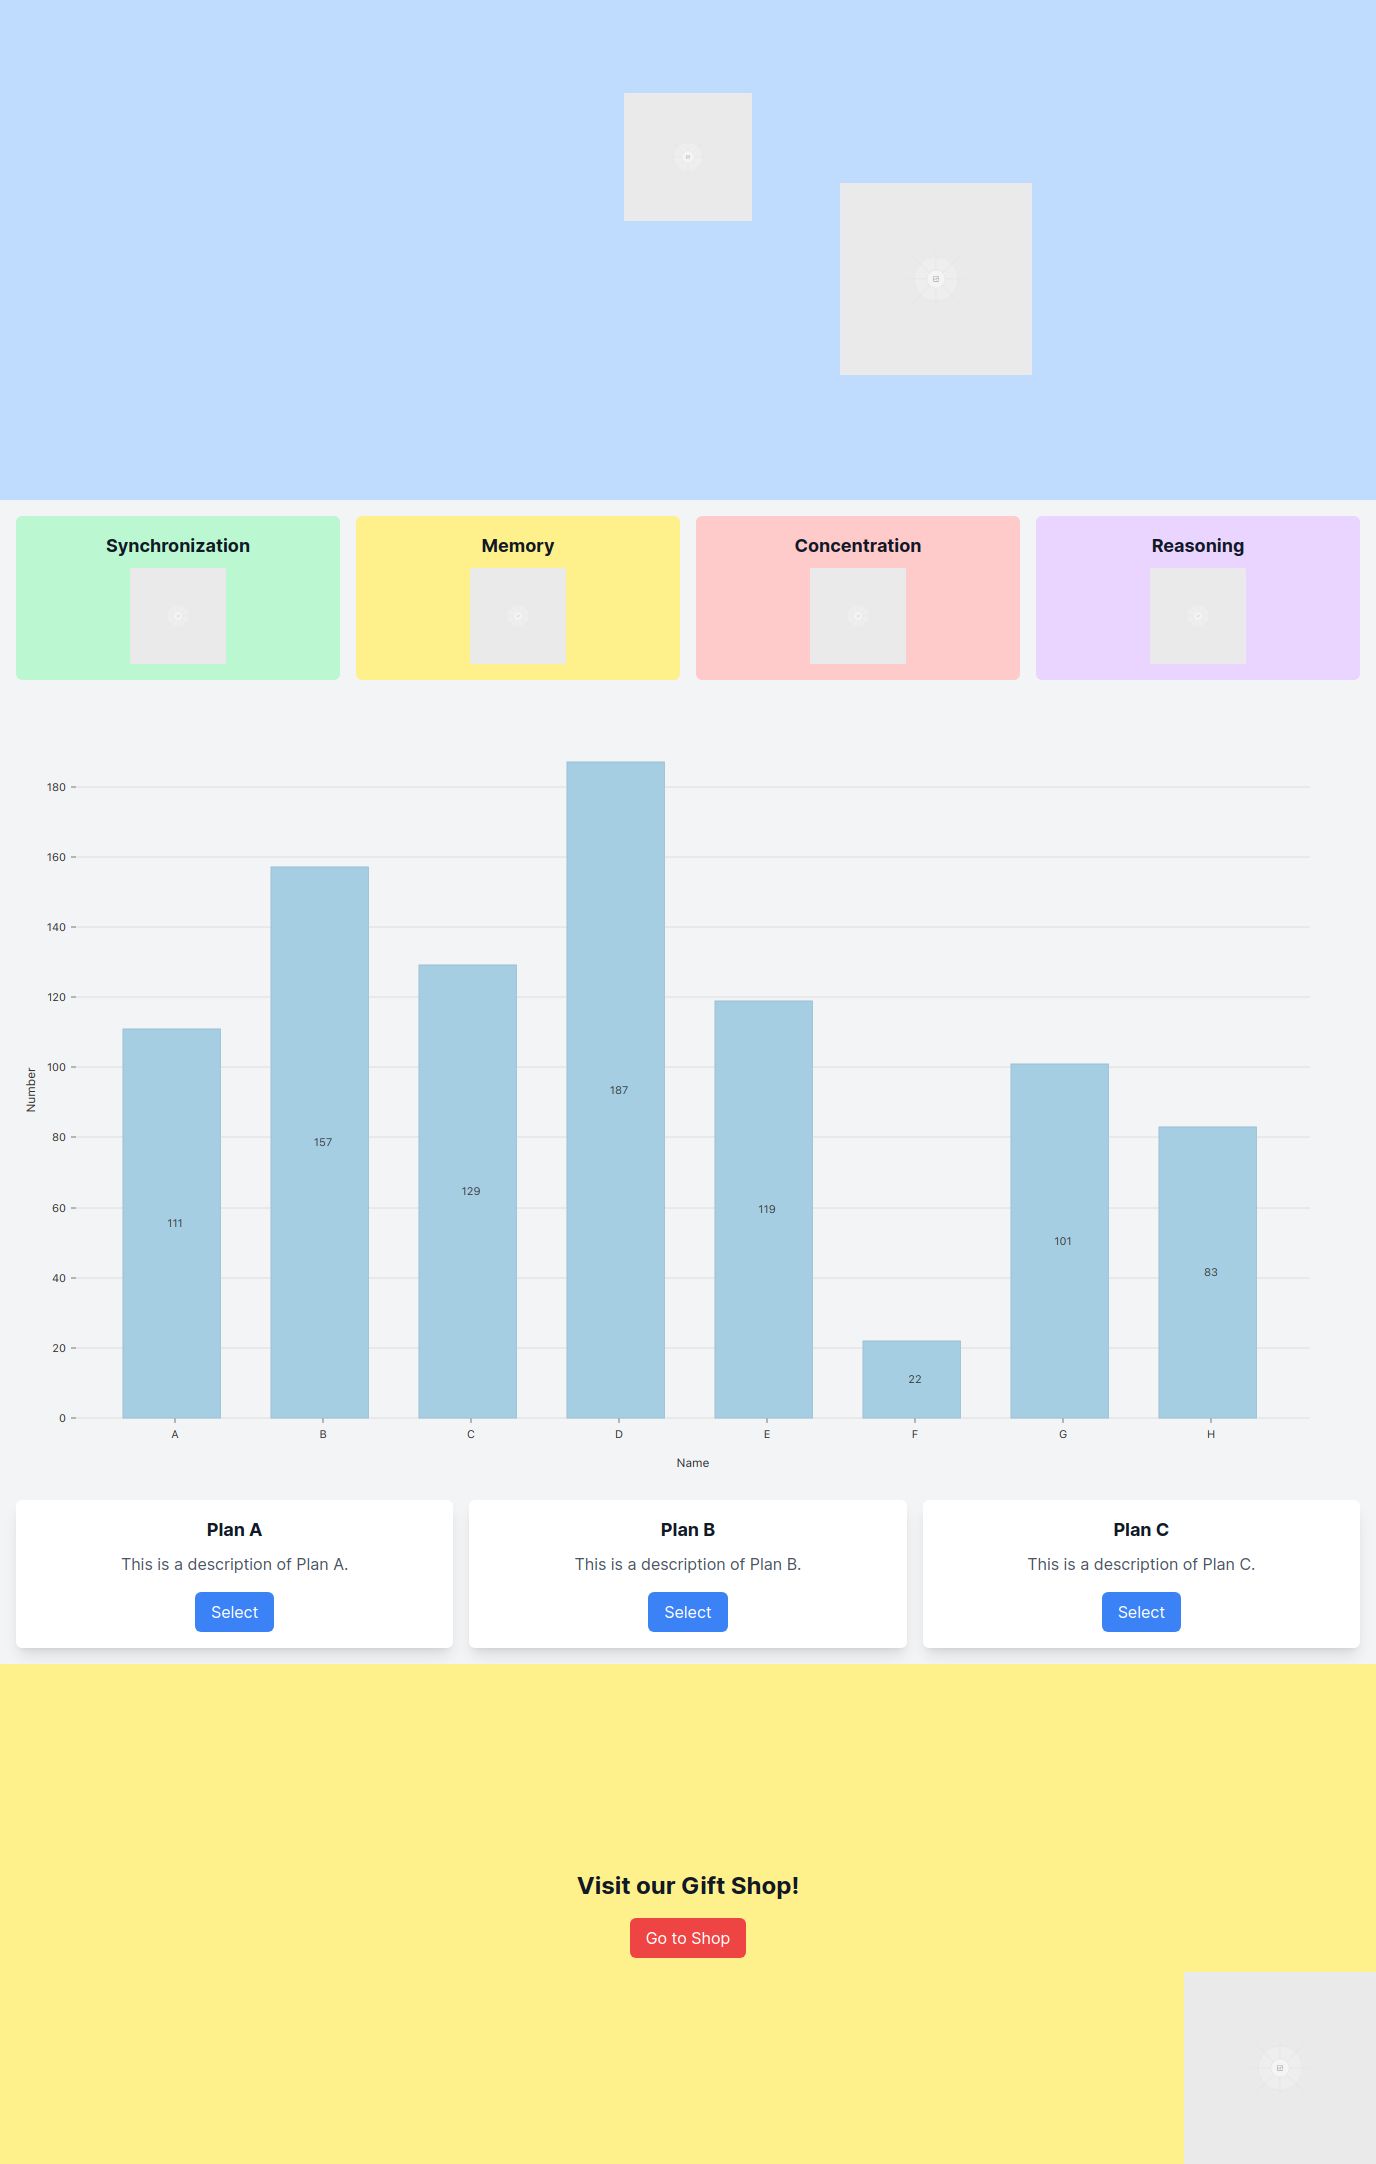 Synchronization
Memory
Concentration
Reasoning
180
160
140
120
100
80
60
40
20
0
Number
111
157
129
187
119
22
101
83
A
B
C
D
E
F
G
H
Name
Plan A
This is a description of Plan A.
Select
Plan B
This is a description of Plan B.
Select
Plan C
This is a description of Plan C.
Select
Visit our Gift Shop!
Go to Shop